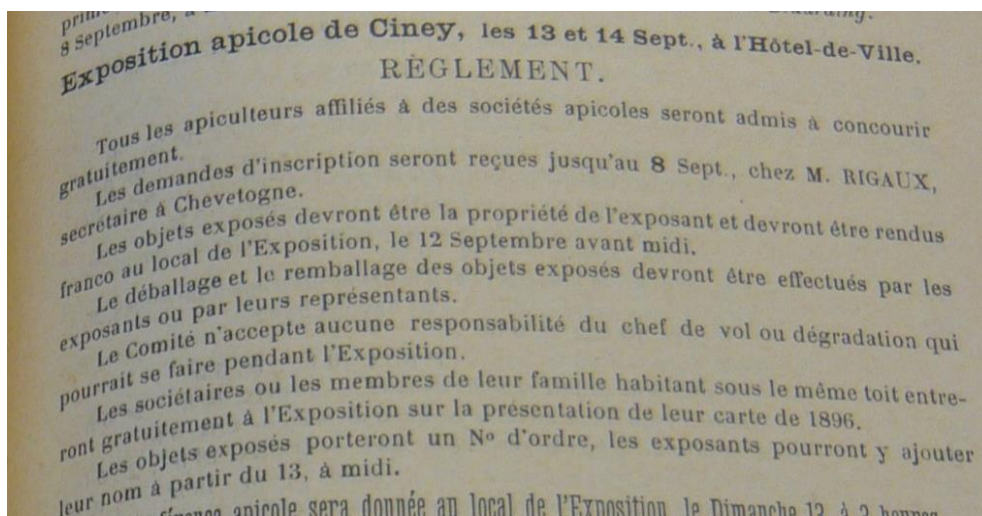 8 Septembre, à
Exposition apicole de Ciney, les 13 et 14 Sept., à l'Hôtel-de-Ville.
RÈGLEMENT.
Tous les apiculteurs affiliés à des sociétés apicoles seront admis à concourir
gratuitement.
Les demandes d'inscription seront reçues jusqu'au 8 Sept., chez M. RIGAUX,
secrétaire à Chevetogne.
Les objets exposés devront être la propriété de l'exposant et devront être rendus
franco au local de l'Exposition, le 12 Septembre avant midi.
Le déballage et le remballage des objets exposés devront être effectués par les
exposants ou par leurs représentants.
Le Comité n'accepte aucune responsabilité du chef de vol ou dégradation qui
pourrait se faire pendant l'Exposition.
Les sociétaires ou les membres de leur famille habitant sous le même toit entre-
ront gratuitement à l'Exposition sur la présentation de leur carte de 1896.
Les objets exposés porteront un Nº d'ordre, les exposants pourront y ajouter
leur nom à partir du 13, à midi.
apicole sera donnée au local de l'Exposition, le Dimanche 13, à 2 heures